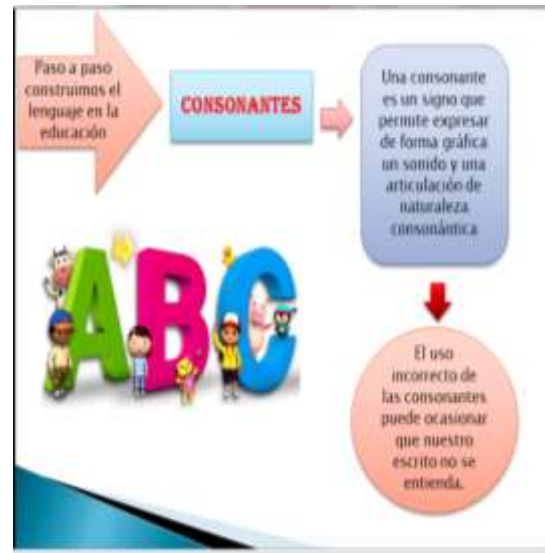 Paso a paso
construimos el
lenguaje en la
educación
CONSONANTES
Una consonante
es un signo que
permite expresar
de forma gráfica
un sonido y una
articulación de
naturaleza
consonántica
ABC
El uso
incorrecto de
las consonantes
puede ocasionar
que nuestro
escrito no se
entienda.